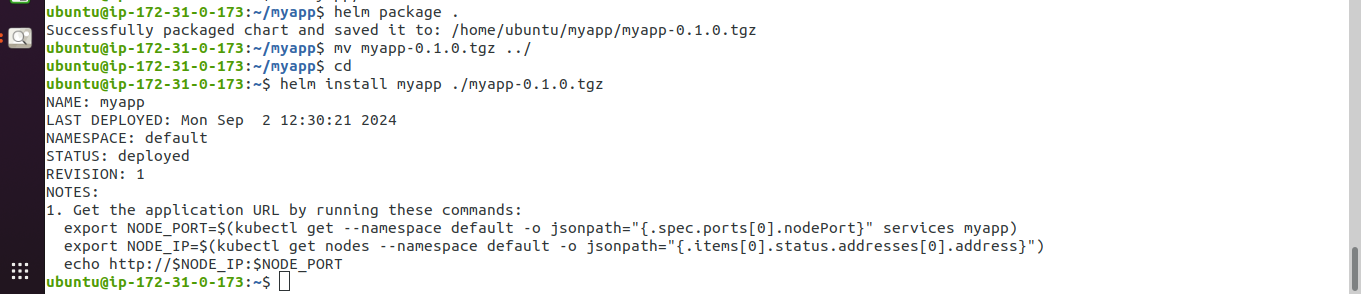 ubuntu@ip-172-31-0-173:~/myapp$ helm package .
Successfully packaged chart and saved it to: /home/ubuntu/myapp/myapp-0.1.0.tgz
ubuntu@ip-172-31-0-173:~/myapp$ mv myapp-0.1.0.tgz ../
ubuntu@ip-172-31-0-173:~/myapp$ cd
ubuntu@ip-172-31-0-173:~$ helm install myapp ./myapp-0.1.0.tgz
NAME: myapp
LAST DEPLOYED: Mon Sep  2 12:30:21 2024
NAMESPACE: default
STATUS: deployed
REVISION: 1
NOTES:
1. Get the application URL by running these commands:
  export NODE_PORT=$(kubectl get --namespace default -o jsonpath="{.spec.ports[0].nodePort}" services myapp)
  export NODE_IP=$(kubectl get nodes --namespace default -o jsonpath="{.items[0].status.addresses[0].address}")
  echo http://$NODE_IP:$NODE_PORT
ubuntu@ip-172-31-0-173:~$